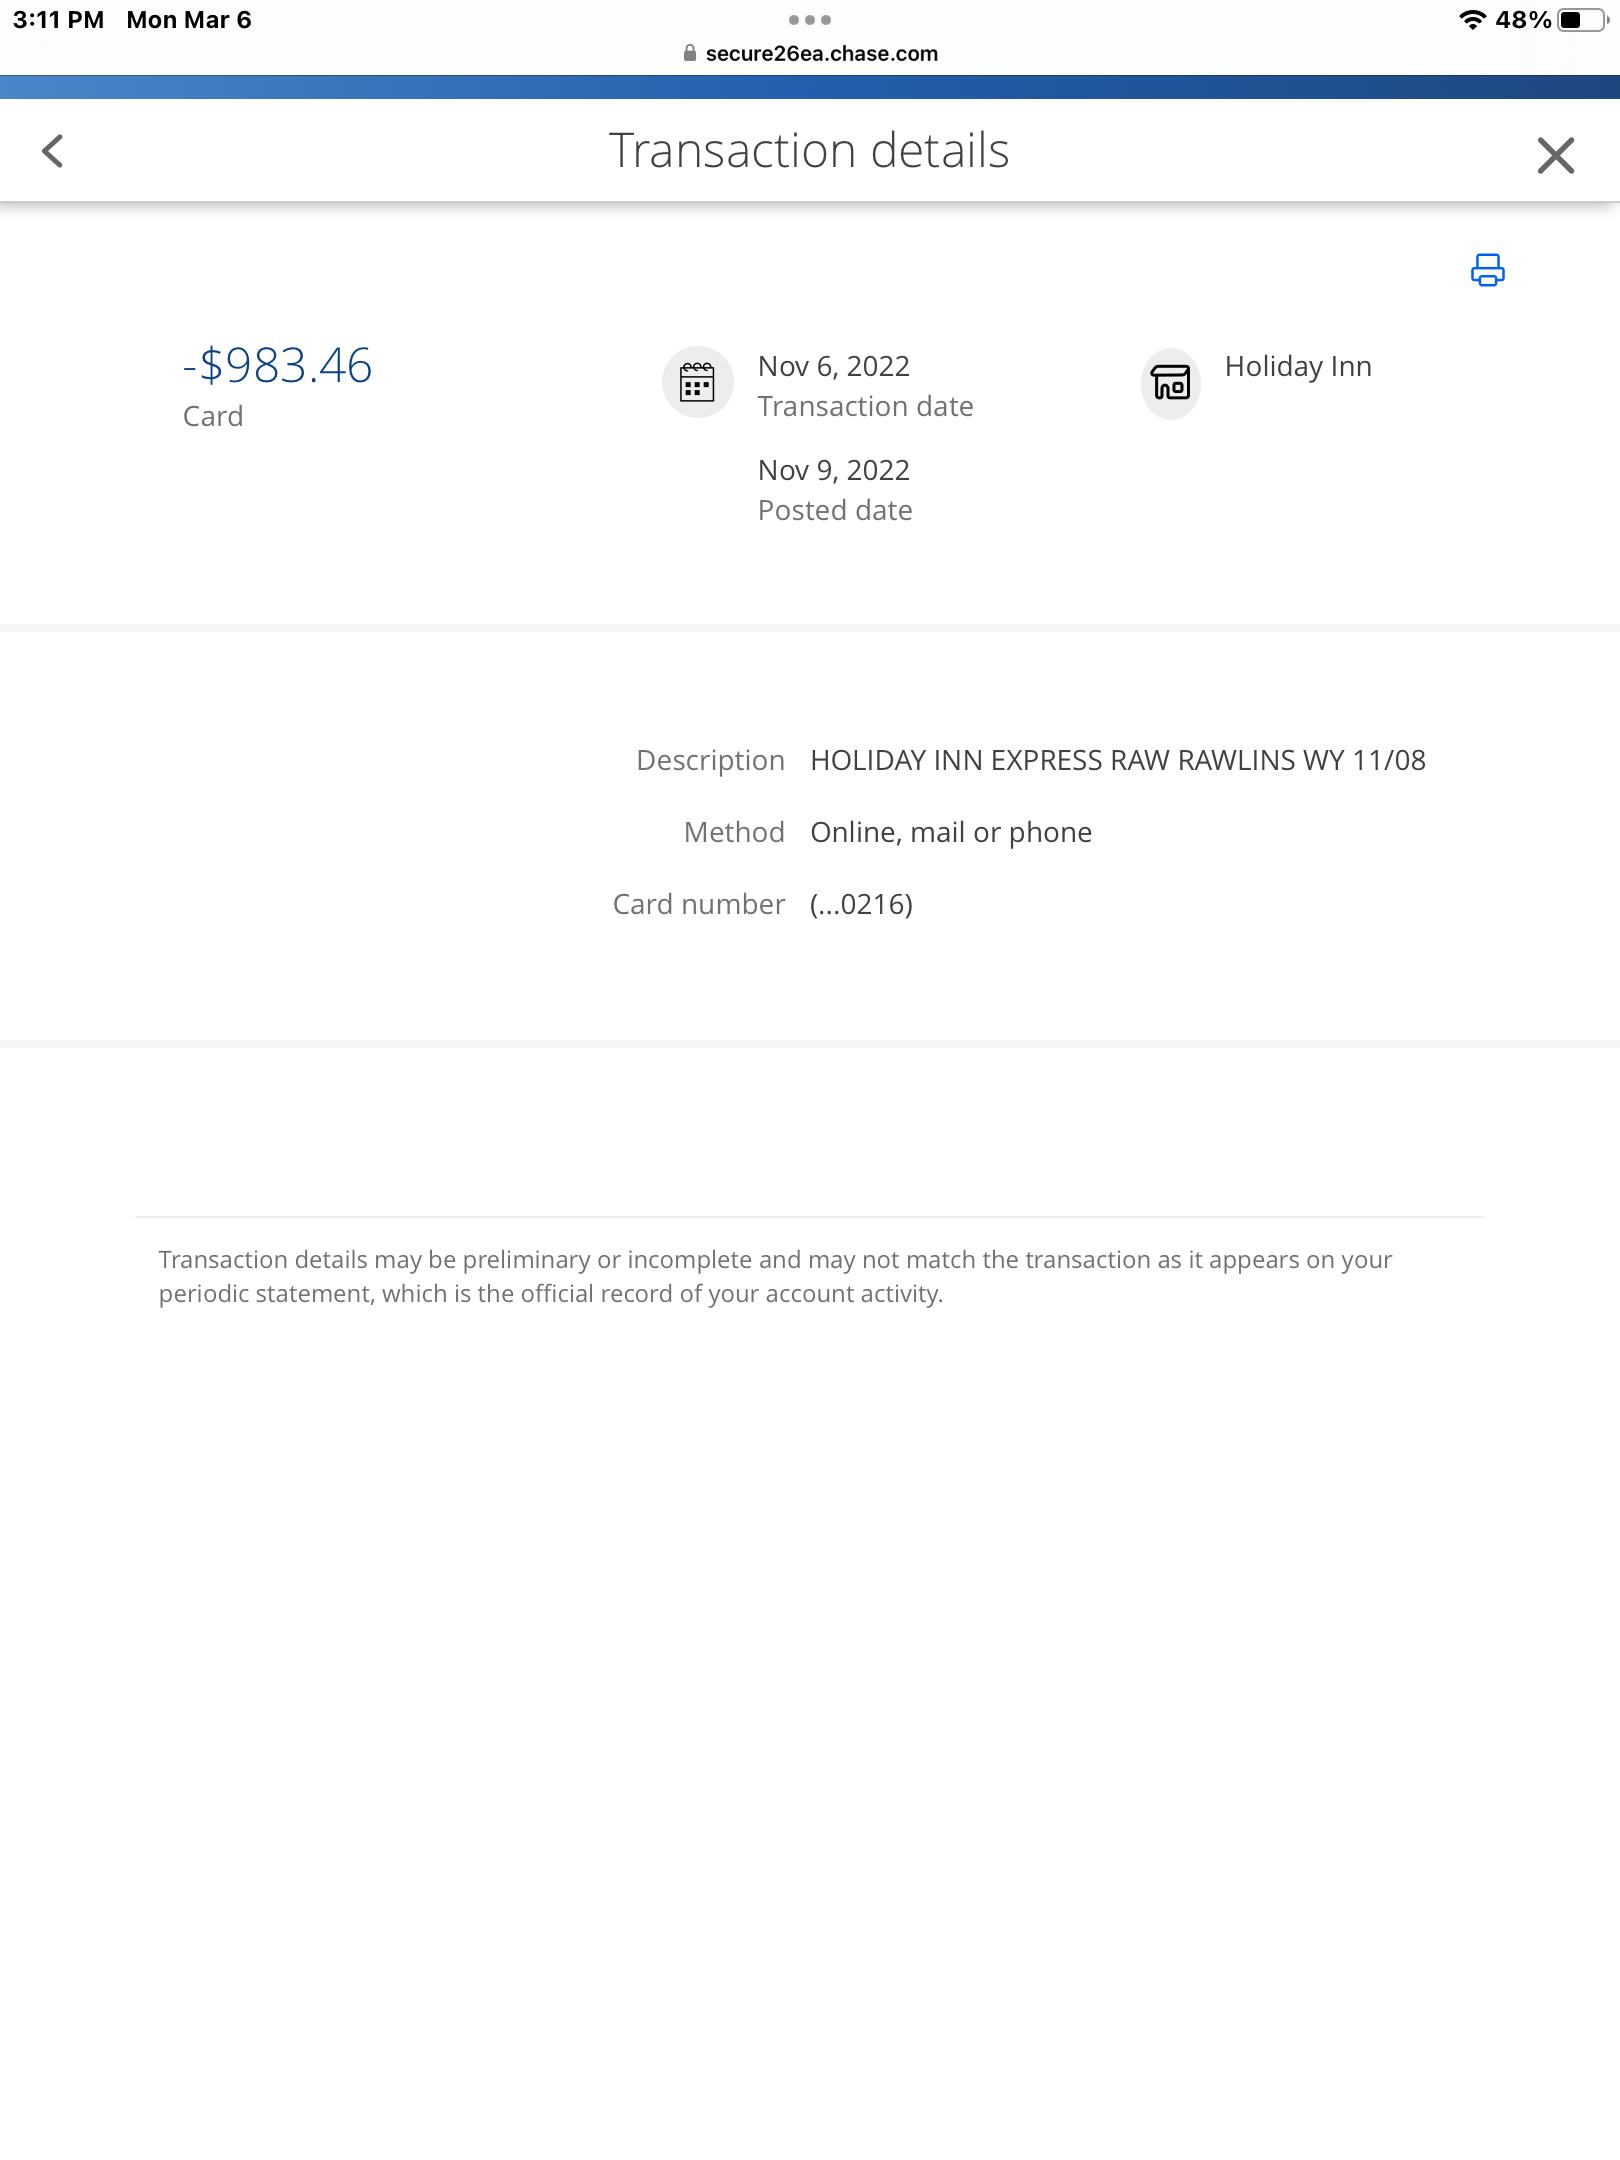 3:11 PM Mon Mar 6
48%
secure26ea.chase.com
Transaction details
-$983.46
Card
Nov 6, 2022
Transaction date
Nov 9, 2022
Posted date
Holiday Inn
Description HOLIDAY INN EXPRESS RAW RAWLINS WY 11/08
Method Online, mail or phone
Card number (...0216)
Transaction details may be preliminary or incomplete and may not match the transaction as it appears on your
periodic statement, which is the official record of your account activity.